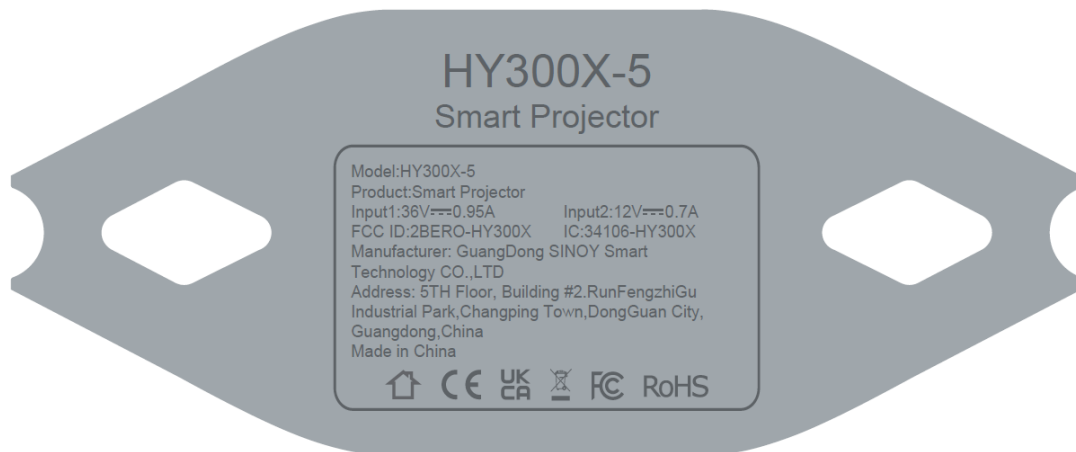 HY300X-5
Smart Projector
Model:HY300X-5
Product:Smart Projector
Input1:36V⎓0.95A Input2:12V⎓0.7A
FCC ID:2BERO-HY300X IC:34106-HY300X
Manufacturer: GuangDong SINOY Smart
Technology CO.,LTD
Address: 5TH Floor, Building #2.RunFengzhiGu
Industrial Park,Changping Town,DongGuan City,
Guangdong,China
Made in China
CE UK CA FC RoHS